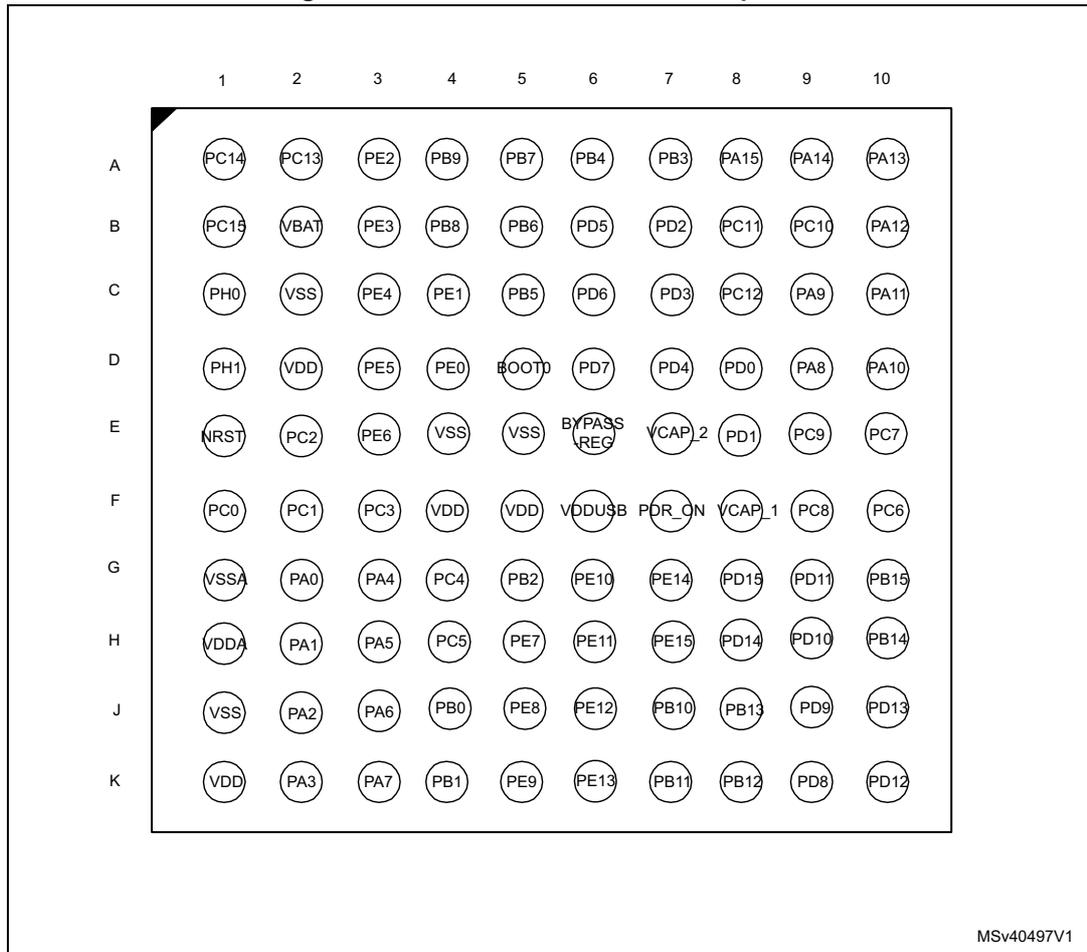 1 2 3 4 5 6 7 8 9 10
A PC14 PC13 PE2 PB9 PB7 PB4 PB3 PA15 PA14 PA13
B PC15 VBAT PE3 PB8 PB6 PD5 PD2 PC11 PC10 PA12
C PH0 VSS PE4 PE1 PB5 PD6 PD3 PC12 PA9 PA11
D PH1 VDD PE5 PE0 BOOT0 PD7 PD4 PD0 PA8 PA10
E NRST PC2 PE6 VSS VSS BYPASS VCAP_2 PD1 PC9 PC7
-REG
F PC0 PC1 PC3 VDD VDD VDDUSB PDR_ON VCAP_1 PC8 PC6
G VSSA PA0 PA4 PC4 PB2 PE10 PE14 PD15 PD11 PB15
H VDDA PA1 PA5 PC5 PE7 PE11 PE15 PD14 PD10 PB14
J VSS PA2 PA6 PB0 PE8 PE12 PB10 PB13 PD9 PD13
K VDD PA3 PA7 PB1 PE9 PE13 PB11 PB12 PD8 PD12
MSv40497V1